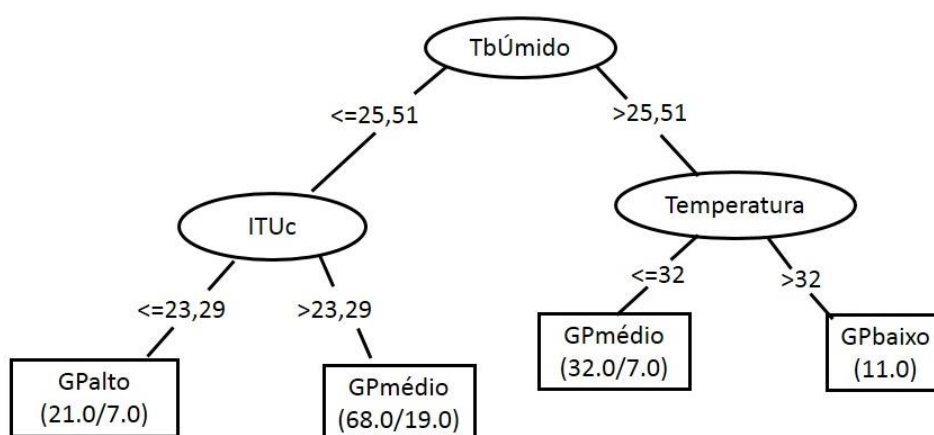 TbÚmido
<=25,51
>25,51
ITUc
Temperatura
<=23,29
>23,29
<=32
>32
GPalto
(21.0/7.0)
GPmédio
(68.0/19.0)
GPmédio
(32.0/7.0)
GPbaixo
(11.0)